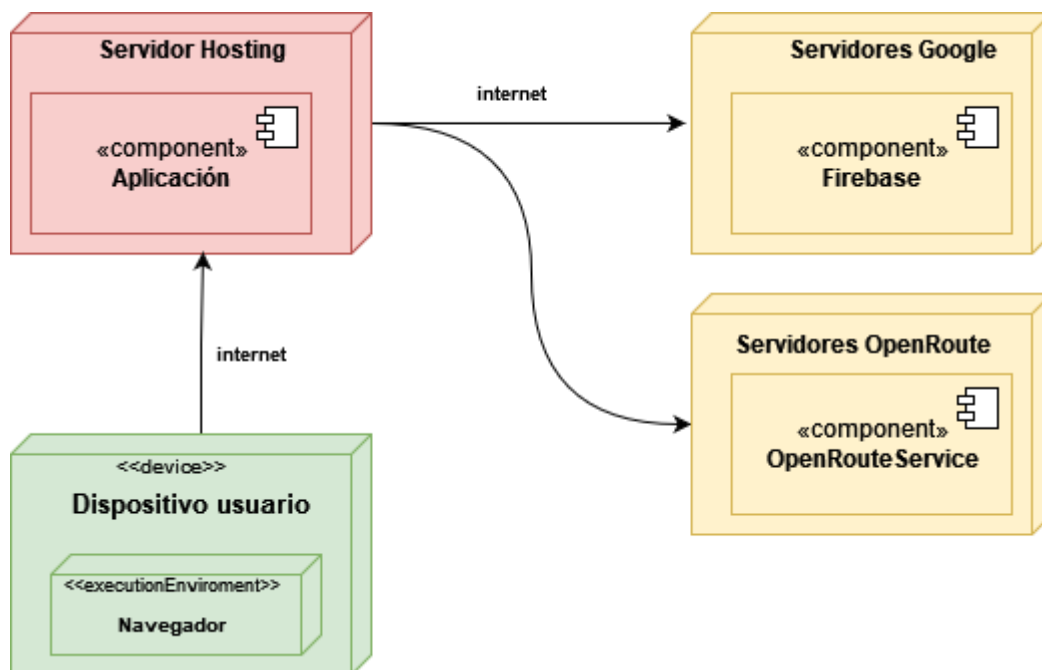 Servidor Hosting
«component»
Aplicación
internet
Servidores Google
«component»
Firebase
internet
Servidores OpenRoute
«component»
OpenRouteService
<<device>>
Dispositivo usuario
<<executionEnviroment>>
Navegador